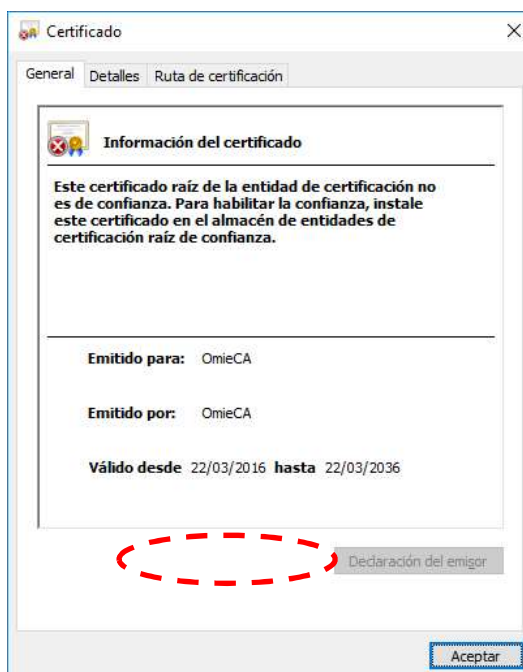 Certificado
General Detalles Ruta de certificación
Información del certificado
Este certificado raíz de la entidad de certificación no
es de confianza. Para habilitar la confianza, instale
este certificado en el almacén de entidades de
certificación raíz de confianza.
Emitido para: OmieCA
Emitido por: OmieCA
Válido desde 22/03/2016 hasta 22/03/2036
Declaración del emisor
Aceptar